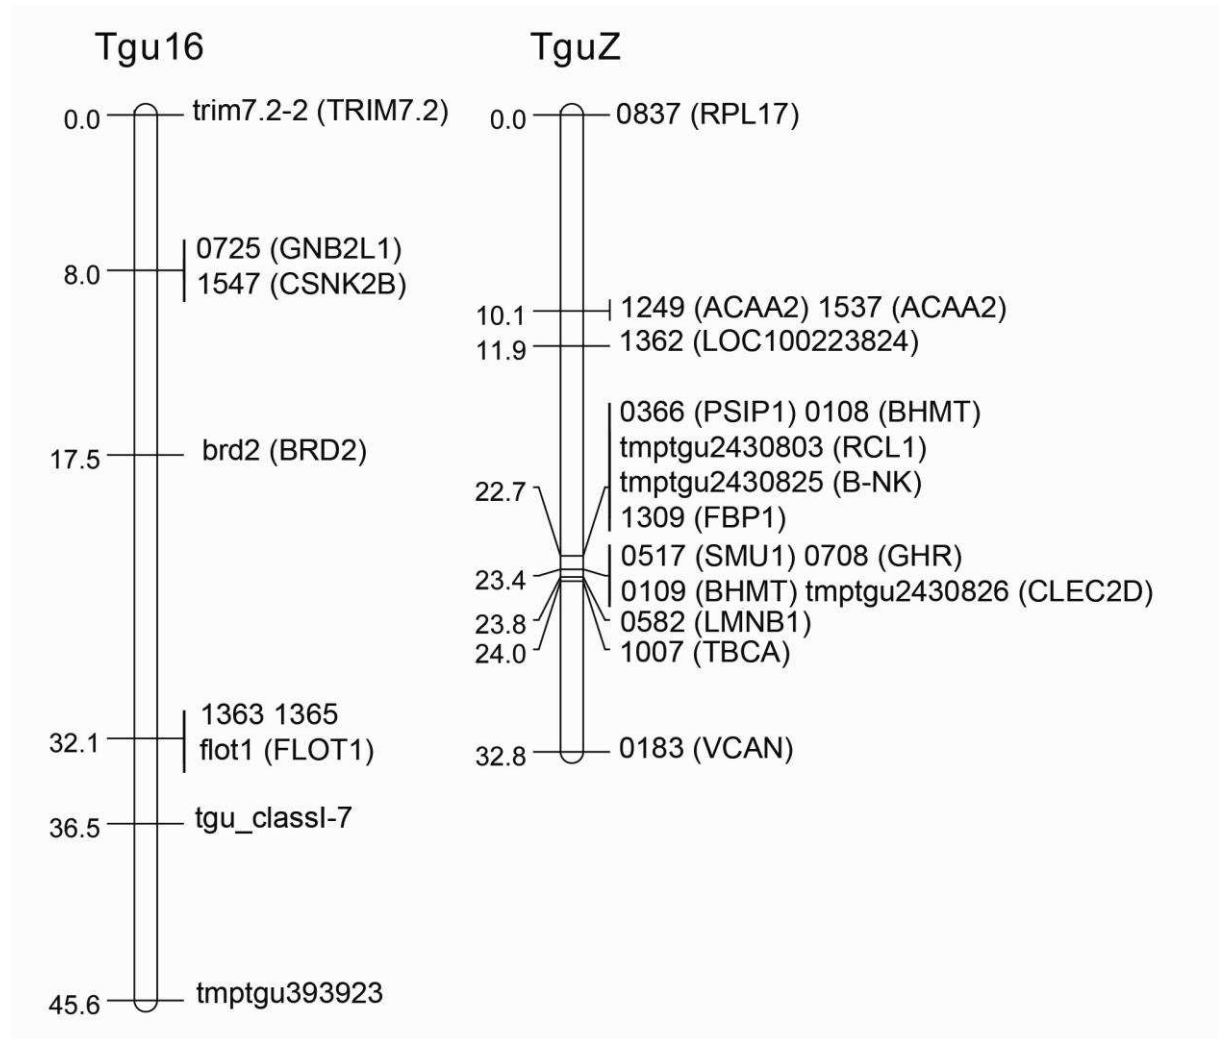 Tgu16
0.0 trim7.2-2 (TRIM7.2)
0725 (GNB2L1)
8.0
1547 (CSNK2B)
17.5 brd2 (BRD2)
1363 1365
32.1
flot1 (FLOT1)
36.5 tgu_classI-7
45.6 tmptgu393923
TguZ
0.0 0837 (RPL17)
10.1 1249 (ACAA2) 1537 (ACAA2)
11.9 1362 (LOC100223824)
0366 (PSIP1) 0108 (BHMT)
tmptgu2430803 (RCL1)
22.7 tmptgu2430825 (B-NK)
1309 (FBP1)
0517 (SMU1) 0708 (GHR)
23.4
0109 (BHMT) tmptgu2430826 (CLEC2D)
23.8 0582 (LMNB1)
24.0 1007 (TBCA)
32.8 0183 (VCAN)